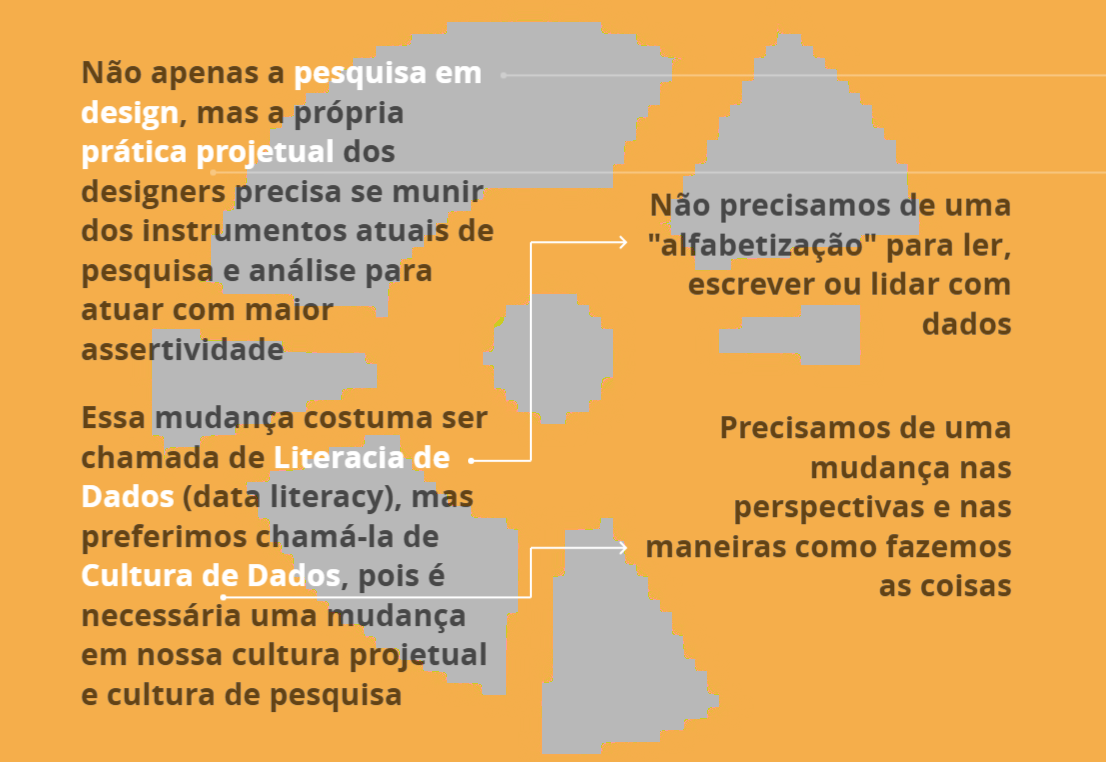 Não apenas a pesquisa em
design, mas a própria
prática projetual dos
designers precisa se munir
dos instrumentos atuais de
pesquisa e análise para
atuar com maior
assertividade
Essa mudança costuma ser
chamada de Literacia de
Dados (data literacy), mas
preferimos chamá-la de
Cultura de Dados, pois é
necessária uma mudança
em nossa cultura projetual
e cultura de pesquisa
Não precisamos de uma
"alfabetização" para ler,
escrever ou lidar com
dados
Precisamos de uma
mudança nas
perspectivas e nas
maneiras como fazemos
as coisas